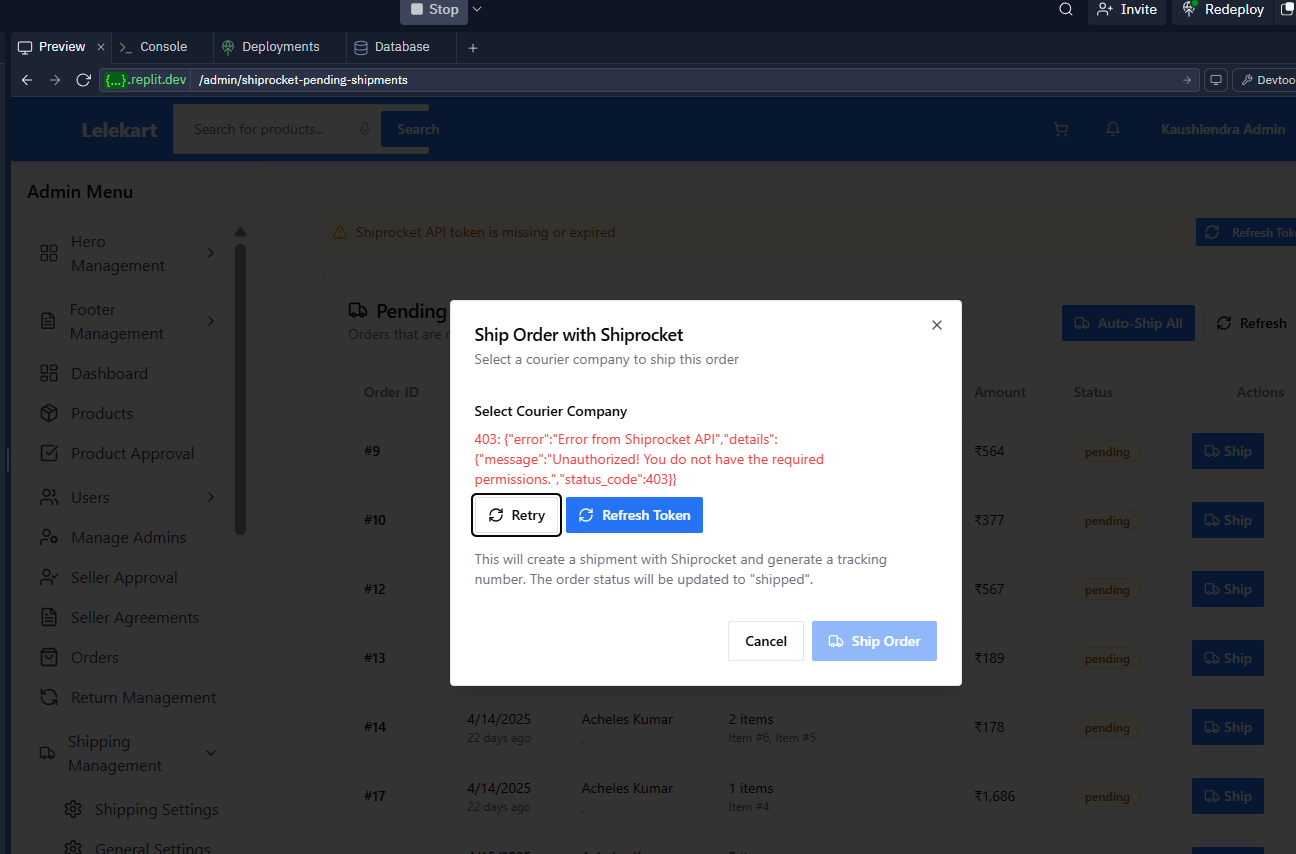 Stop
Invite
Redeploy
Preview
Console
Deployments
Database
{...}.replit.dev /admin/shiprocket-pending-shipments
Devtoo
Lelekart
Search for products...
Search
Kaushlendra Admin
Admin Menu
Hero
Management
Footer
Management
Dashboard
Products
Product Approval
Users
Manage Admins
Seller Approval
Seller Agreements
Orders
Return Management
Shipping
Management
Shipping Settings
General Settings
Shiprocket API token is missing or expired
Refresh Tok
Pending
Orders that are r
Auto-Ship All
Refresh
Order ID
Amount
Status
Actions
#9
₹564
pending
Ship
#10
₹377
pending
Ship
#12
₹567
pending
Ship
#13
₹189
pending
Ship
#14
4/14/2025
22 days ago
Acheles Kumar
,
2 items
Item #6, Item #5
₹178
pending
Ship
#17
4/14/2025
22 days ago
Acheles Kumar
,
1 items
Item #4
₹1,686
pending
Ship
Ship Order with Shiprocket
Select a courier company to ship this order
Select Courier Company
403: {"error":"Error from Shiprocket API","details":
{"message":"Unauthorized! You do not have the required
permissions.","status_code":403}}
Retry
Refresh Token
This will create a shipment with Shiprocket and generate a tracking
number. The order status will be updated to "shipped".
Cancel
Ship Order